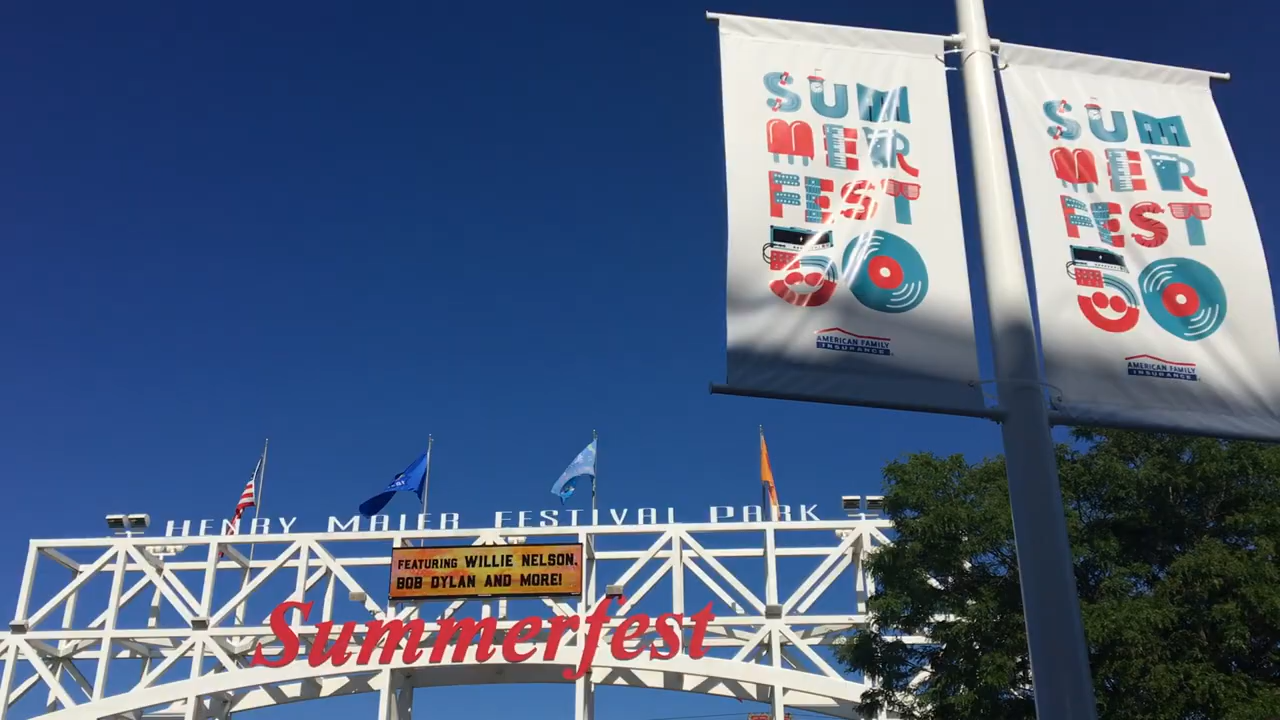 SUM
MER
FEST
50
AMERICAN FAMILY
INSURANCE
SUM
MER
FEST
50
AMERICAN FAMILY
INSURANCE
HENRY MAIER FESTIVAL PARK
FEATURING WILLIE NELSON,
BOB DYLAN AND MORE!
Summerfest